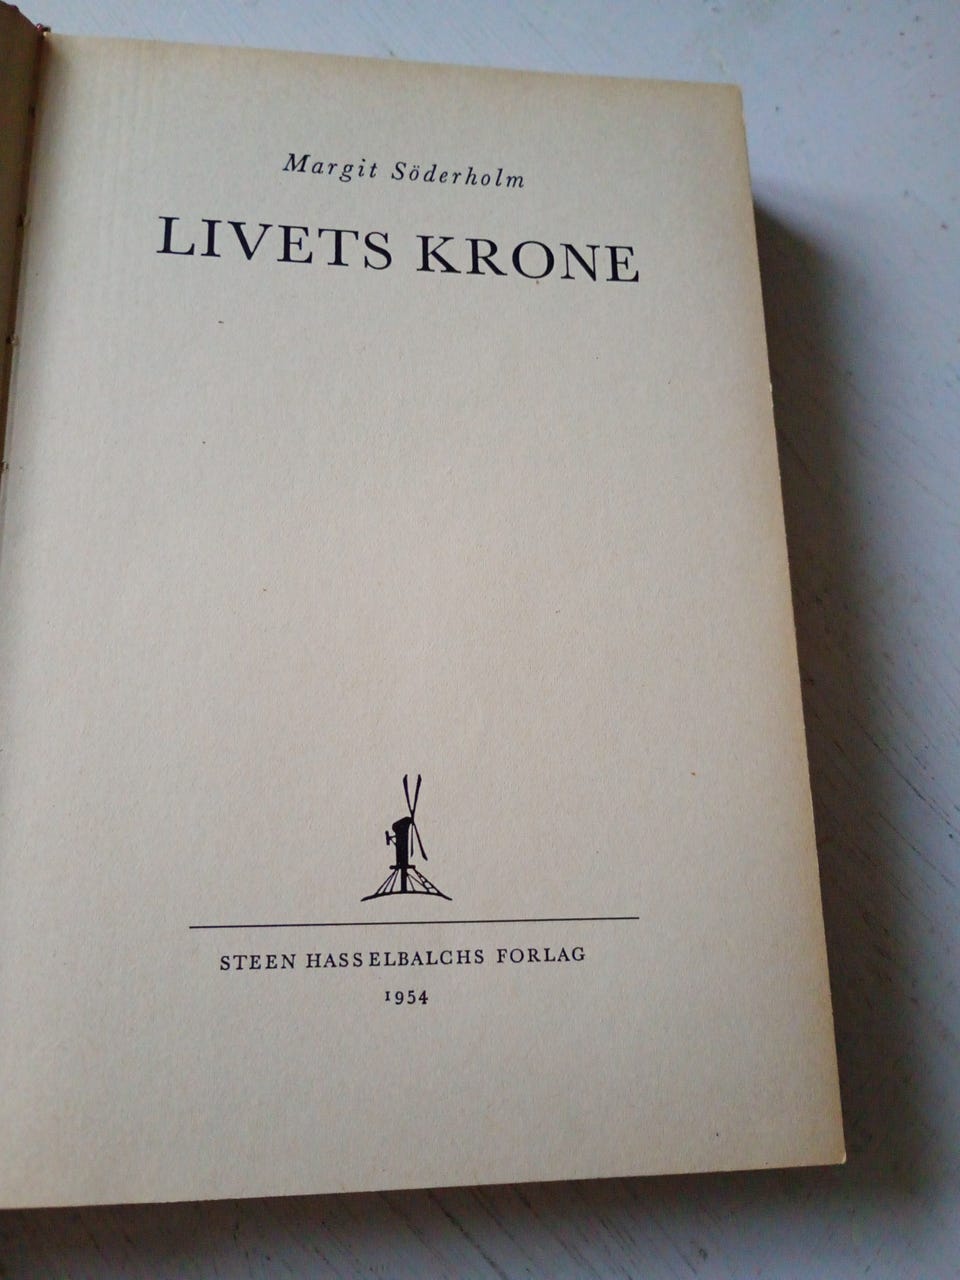 Margit Söderholm
LIVETS KRONE
STEEN HASSELBALCHS FORLAG
1954